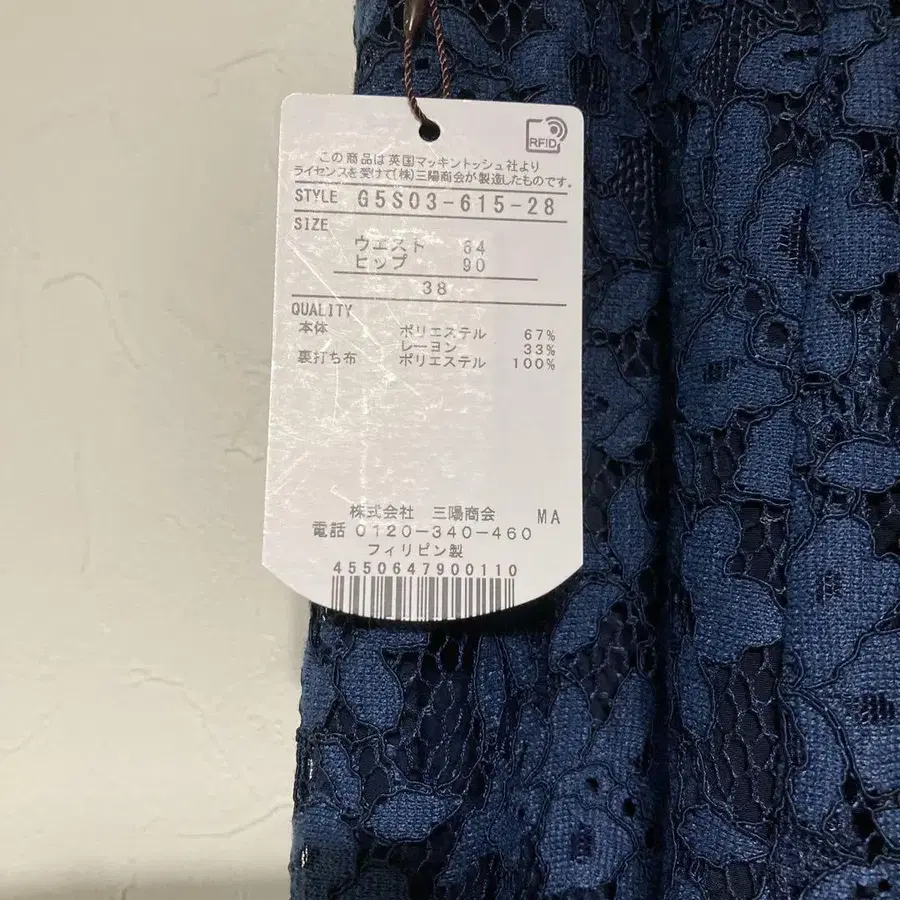 RFID
この商品は英国マッキントッシュ社より
ライセンスを受けて(株)三陽商会が製造したものです。
STYLE G5S03-615-28
SIZE
ウエスト 64
ヒップ 90
38
QUALITY
本体 ポリエステル 67%
レーヨン 33%
裏打ち布 ポリエステル 100%
株式会社 三陽商会 MA
電話 0120-340-460
フィリピン製
4550647900110